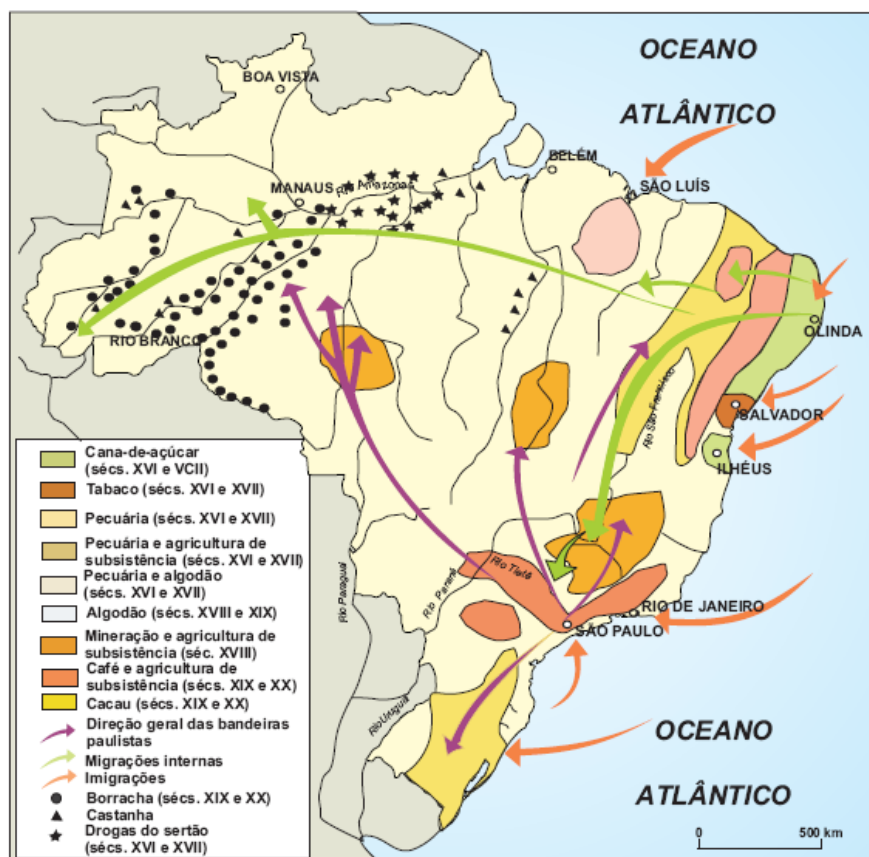 OCEANO
ATLÂNTICO
BOA VISTA
BELÉM
SÃO LUÍS
MANAUS
Rio Amazonas
OLINDA
RIO BRANCO
Rio São Francisco
SALVADOR
ILHÉUS
Rio Paraguai
Rio Paraná
Rio Tietê
RIO DE JANEIRO
SÃO PAULO
Rio Uruguai
OCEANO
ATLÂNTICO
0 500 km
Cana-de-açúcar
(sécs. XVI e VCII)
Tabaco (sécs. XVI e XVII)
Pecuária (sécs. XVI e XVII)
Pecuária e agricultura de
subsistência (sécs. XVI e XVII)
Pecuária e algodão
(sécs. XVI e XVII)
Algodão (sécs. XVIII e XIX)
Mineração e agricultura de
subsistência (séc. XVIII)
Café e agricultura de
subsistência (sécs. XIX e XX)
Cacau (sécs. XIX e XX)
Direção geral das bandeiras
paulistas
Migrações internas
Imigrações
Borracha (sécs. XIX e XX)
Castanha
Drogas do sertão
(sécs. XVI e XVII)